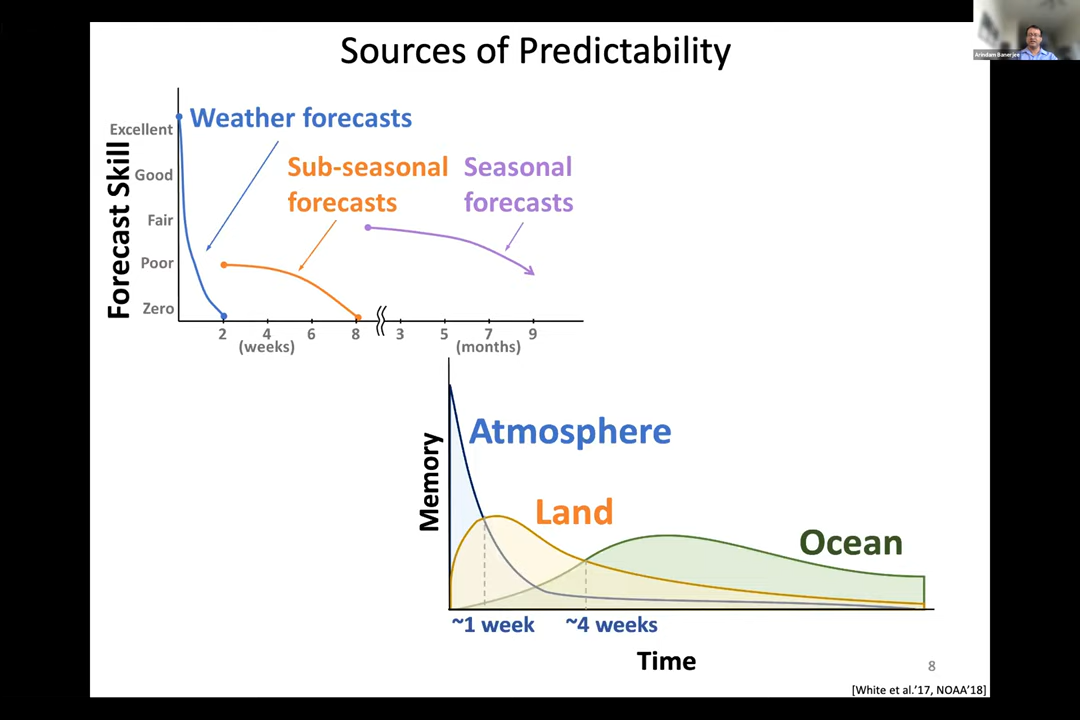 Sources of Predictability
Arindam Banerjee
Forecast Skill
Excellent
Good
Fair
Poor
Zero
Weather forecasts
Sub-seasonal
forecasts
Seasonal
forecasts
2 4 6 8 3 5 7 9
(weeks) (months)
Memory
Atmosphere
Land
Ocean
~1 week ~4 weeks
Time
8
[White et al.'17, NOAA'18]